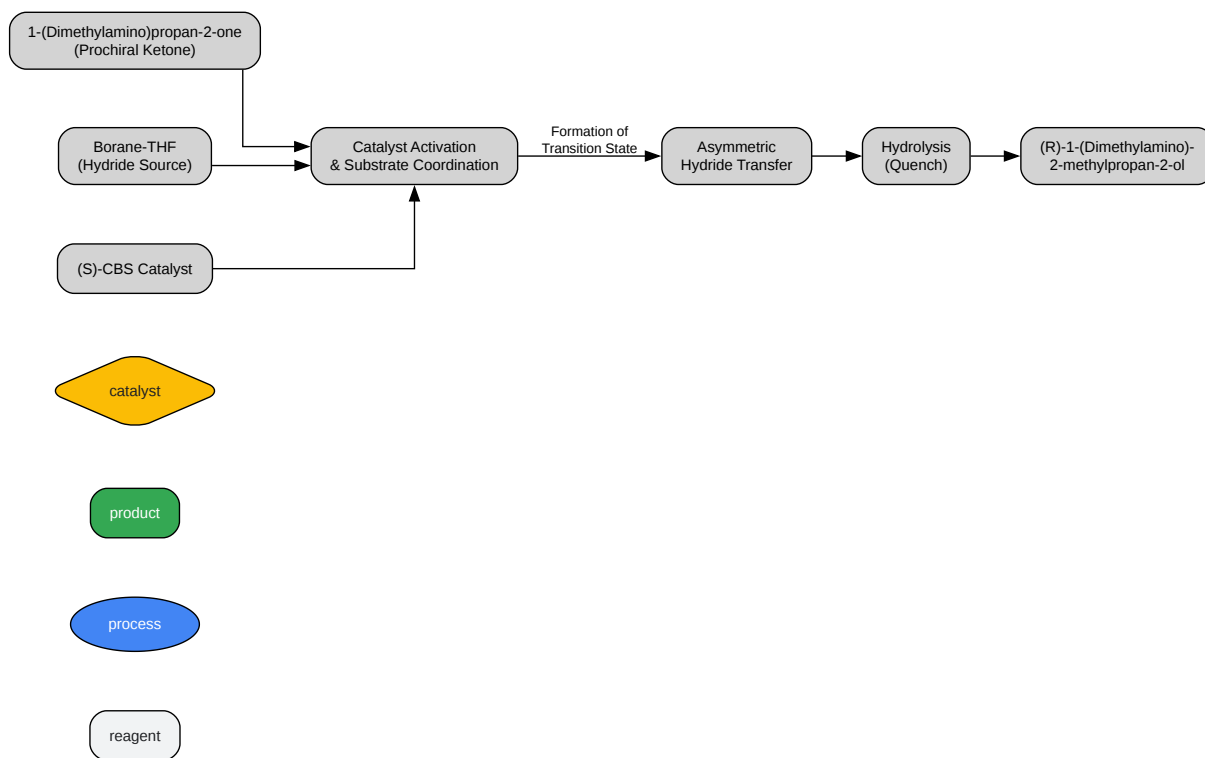 1-(Dimethylamino)propan-2-one
(Prochiral Ketone)
Borane-THF
(Hydride Source)
Catalyst Activation
& Substrate Coordination
Formation of
Transition State
Asymmetric
Hydride Transfer
Hydrolysis
(Quench)
(R)-1-(Dimethylamino)-
2-methylpropan-2-ol
(S)-CBS Catalyst
catalyst
product
process
reagent